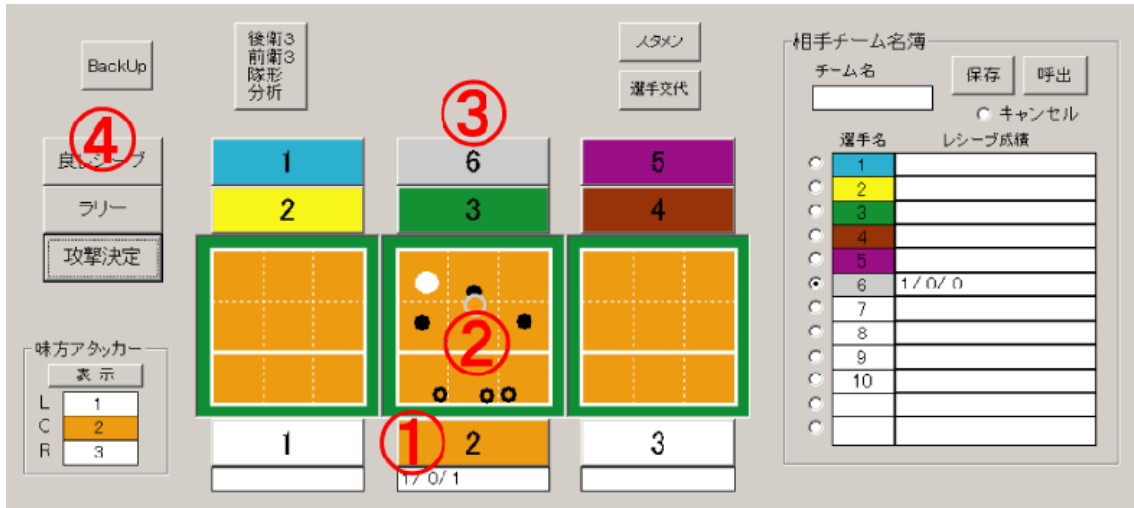 BackUp
後衛3
前衛3
隊形
分析
スタメン
選手交代
相手チーム名簿
チーム名
保存
呼出
キャンセル
③
④
良レシーブ
ラリー
攻撃決定
1
6
5
2
3
4
選手名 レシーブ成績
1
2
3
4
5
6 1/ 0/ 0
7
8
9
10
②
味方アタッカー
表 示
L 1
C 2
R 3
①
1
2
3
1/ 0/ 1